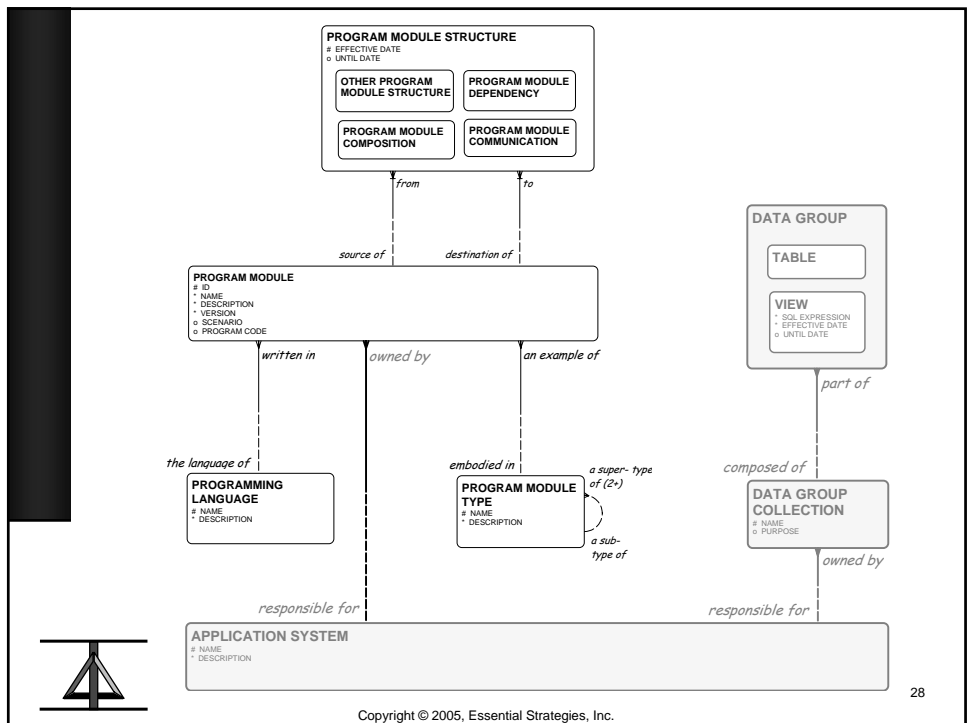 PROGRAM MODULE STRUCTURE
# EFFECTIVE DATE
o UNTIL DATE
OTHER PROGRAM
MODULE STRUCTURE
PROGRAM MODULE
DEPENDENCY
PROGRAM MODULE
COMPOSITION
PROGRAM MODULE
COMMUNICATION
from
to
source of
destination of
PROGRAM MODULE
# ID
* NAME
* DESCRIPTION
* VERSION
o SCENARIO
o PROGRAM CODE
written in
owned by
an example of
the language of
PROGRAMMING
LANGUAGE
# NAME
* DESCRIPTION
embodied in
PROGRAM MODULE
TYPE
# NAME
* DESCRIPTION
a super- type
of (2+)
a sub-
type of
DATA GROUP
TABLE
VIEW
* SQL EXPRESSION
* EFFECTIVE DATE
o UNTIL DATE
part of
composed of
DATA GROUP
COLLECTION
# NAME
o PURPOSE
owned by
responsible for
responsible for
APPLICATION SYSTEM
# NAME
* DESCRIPTION
28
Copyright © 2005, Essential Strategies, Inc.